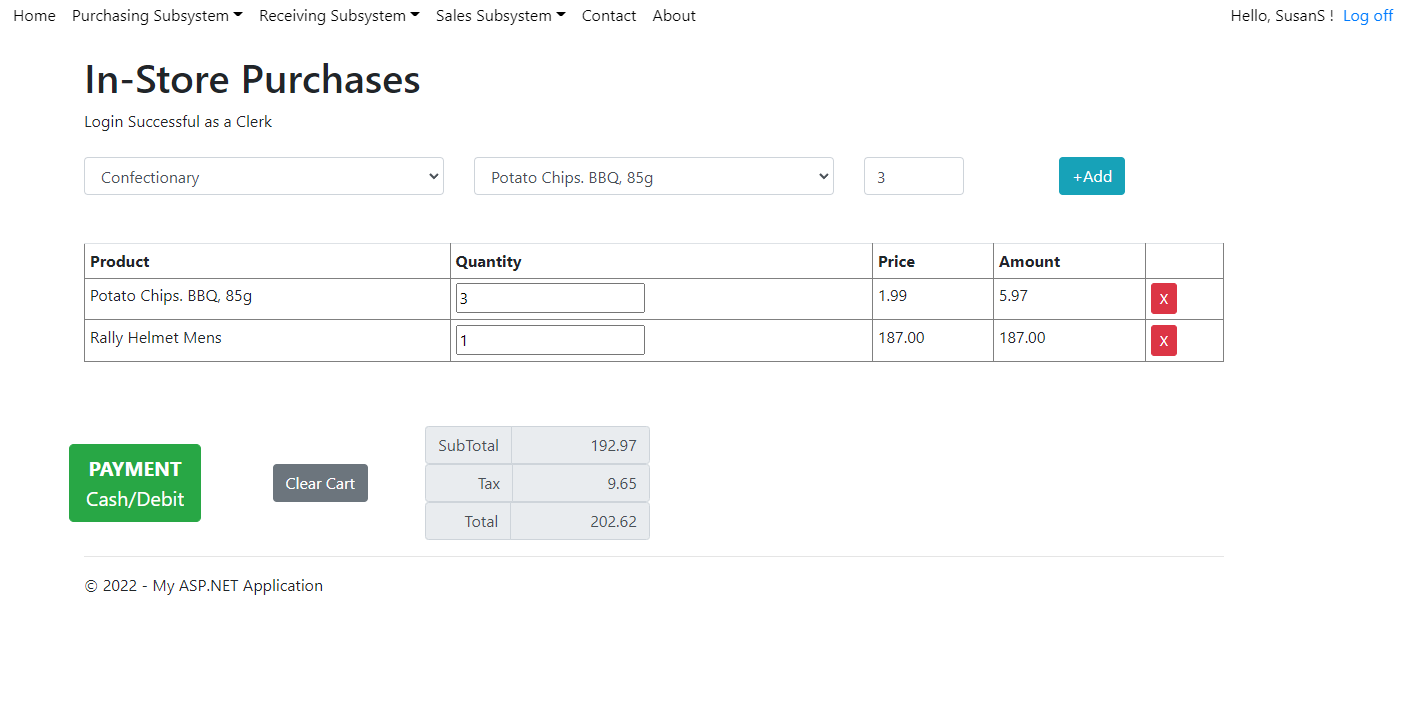 Home Purchasing Subsystem Receiving Subsystem Sales Subsystem Contact About Hello, SusanS ! Log off
In-Store Purchases
Login Successful as a Clerk
Confectionary Potato Chips. BBQ, 85g 3 +Add
Product Quantity Price Amount
Potato Chips. BBQ, 85g 3 1.99 5.97 X
Rally Helmet Mens 1 187.00 187.00 X
PAYMENT
Cash/Debit
Clear Cart
SubTotal 192.97
Tax 9.65
Total 202.62
© 2022 - My ASP.NET Application